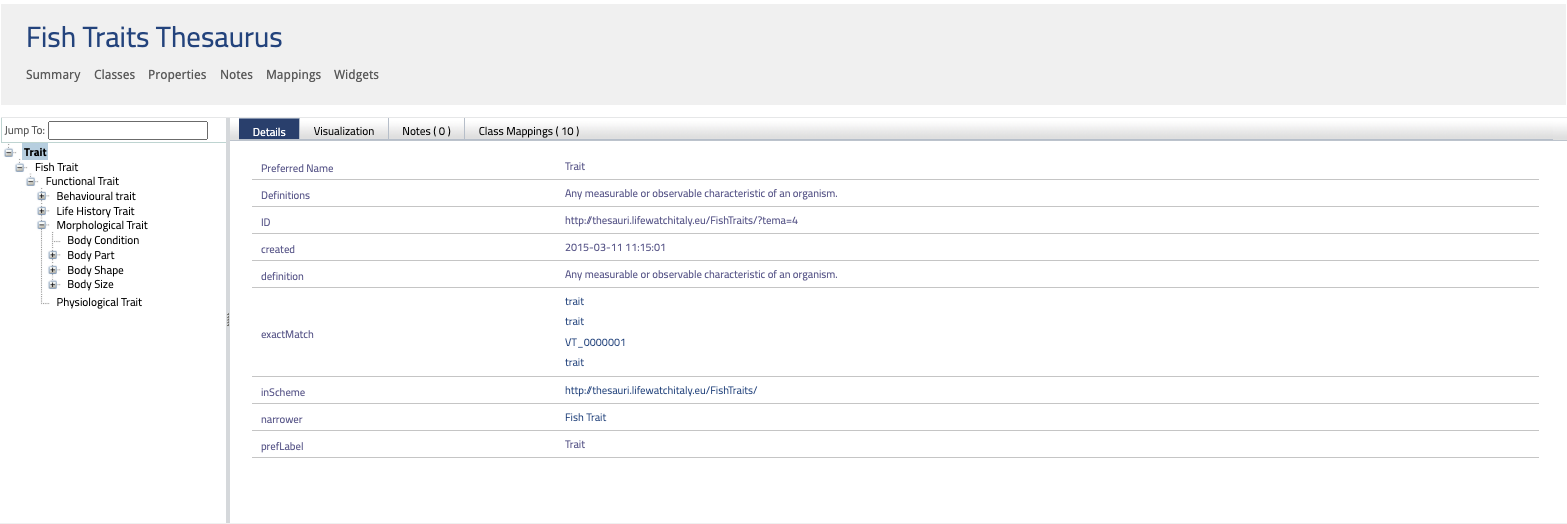 Fish Traits Thesaurus
Summary Classes Properties Notes Mappings Widgets
Jump To:
Trait
Fish Trait
Functional Trait
Behavioural trait
Life History Trait
Morphological Trait
Body Condition
Body Part
Body Shape
Body Size
Physiological Trait
Details Visualization Notes ( 0 ) Class Mappings ( 10 )
Preferred Name Trait
Definitions Any measurable or observable characteristic of an organism.
ID http://thesauri.lifewatchitaly.eu/FishTraits/?tema=4
created 2015-03-11 11:15:01
definition Any measurable or observable characteristic of an organism.
exactMatch
trait
trait
VT_0000001
trait
inScheme http://thesauri.lifewatchitaly.eu/FishTraits/
narrower Fish Trait
prefLabel Trait